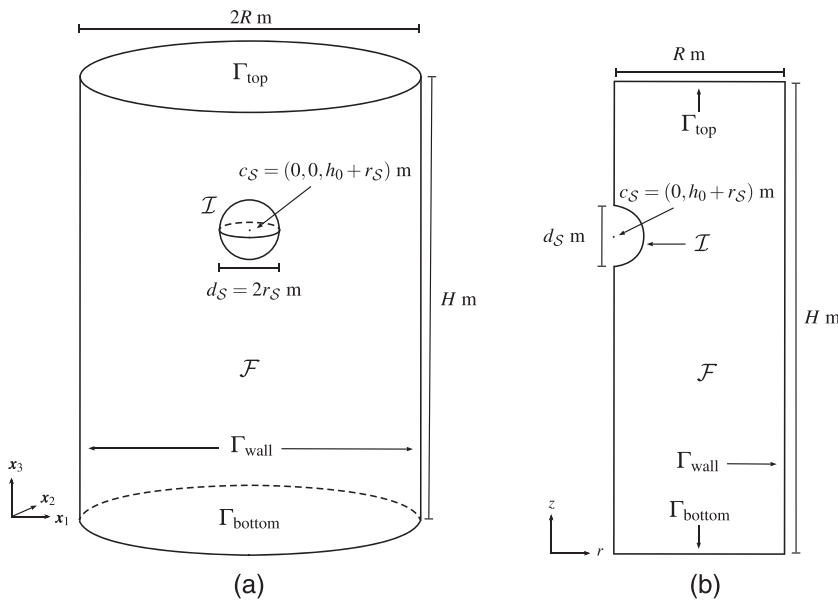 2R m
Γtop
c𝒮 = (0, 0, h₀ + r𝒮) m
ℐ
d𝒮 = 2r𝒮 m
H m
ℱ
Γwall
x₃
x₂
x₁
Γbottom
(a)
R m
Γtop
c𝒮 = (0, h₀ + r𝒮) m
d𝒮 m
ℐ
H m
ℱ
Γwall
Γbottom
z
r
(b)